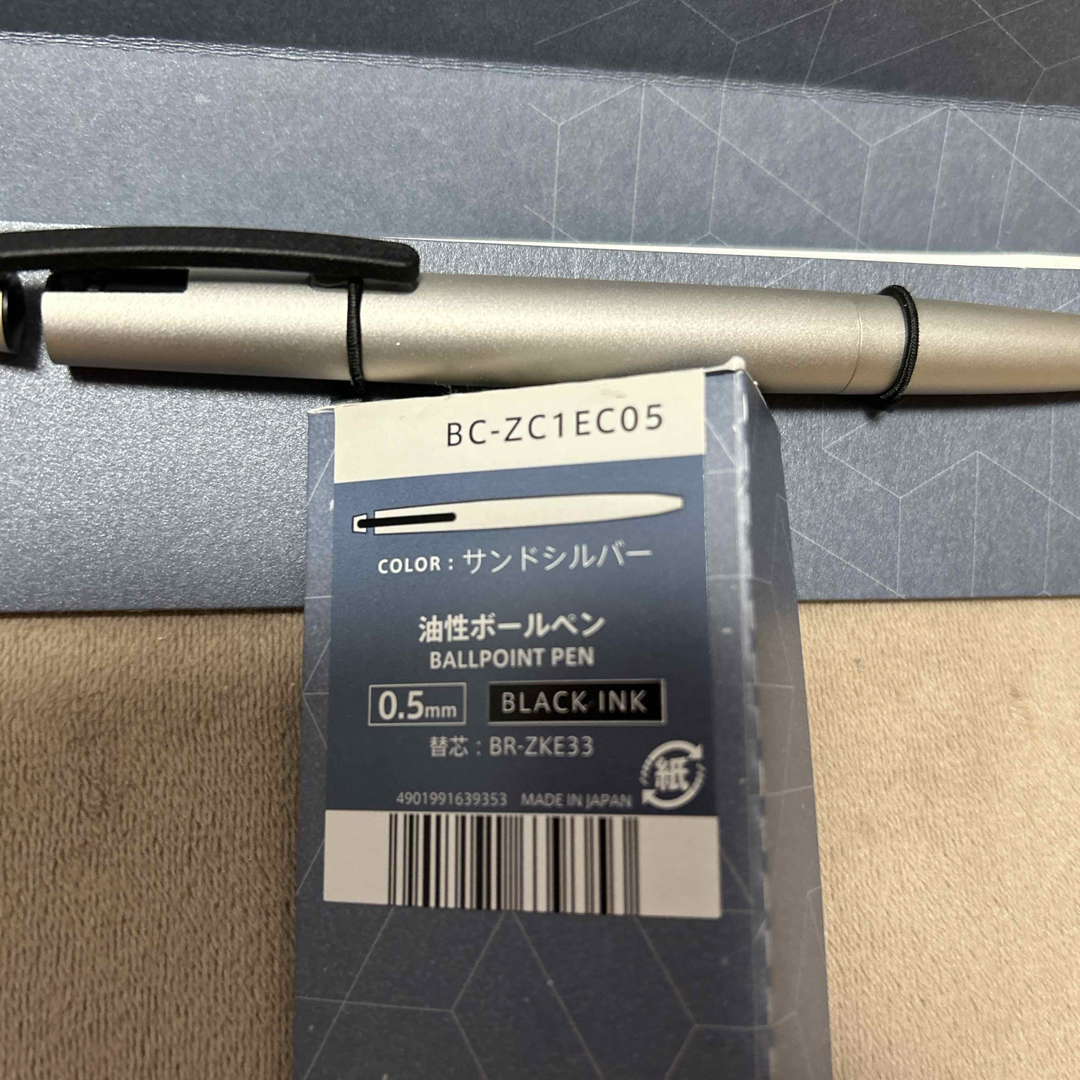 BC-ZC1EC05
COLOR : サンドシルバー
油性ボールペン
BALLPOINT PEN
0.5mm BLACK INK
替芯 : BR-ZKE33
紙
4901991639353 MADE IN JAPAN